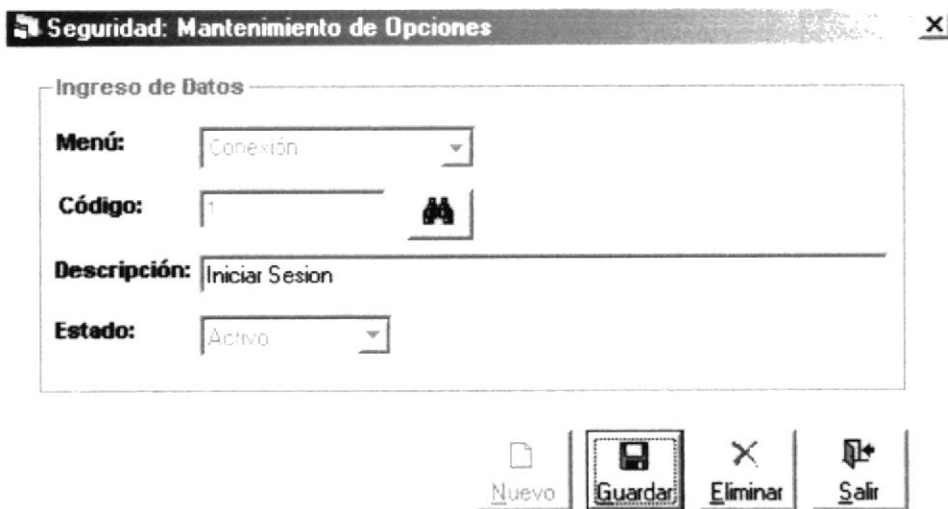 Seguridad: Mantenimiento de Opciones
Ingreso de Datos
Menú: Conexión
Código: 1
Descripción: Iniciar Sesion
Estado: Activo
Nuevo Guardar Eliminar Salir